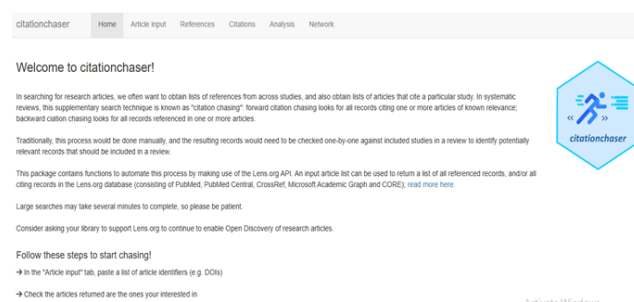 citationchaser Home Article input References Citations Analysis Network
Welcome to citationchaser!
In searching for research articles, we often want to obtain lists of references from across studies, and also obtain lists of articles that cite a particular study. In systematic
reviews, this supplementary search technique is known as "citation chasing": forward citation chasing looks for all records citing one or more articles of known relevance;
backward ciation chasing looks for all records referenced in one or more articles.
Traditionally, this process would be done manually, and the resulting records would need to be checked one-by-one against included studies in a review to identify potentially
relevant records that should be included in a review.
This package contains functions to automate this process by making use of the Lens.org API. An input article list can be used to return a list of all referenced records, and/or all
citing records in the Lens.org database (consisting of PubMed, PubMed Central, CrossRef, Microsoft Academic Graph and CORE); read more here.
Large searches may take several minutes to complete, so please be patient.
Consider asking your library to support Lens.org to continue to enable Open Discovery of research articles.
Follow these steps to start chasing!
→ In the "Article input" tab, paste a list of article identifiers (e.g. DOIs)
→ Check the articles returned are the ones your interested in
citationchaser
Activate Windows